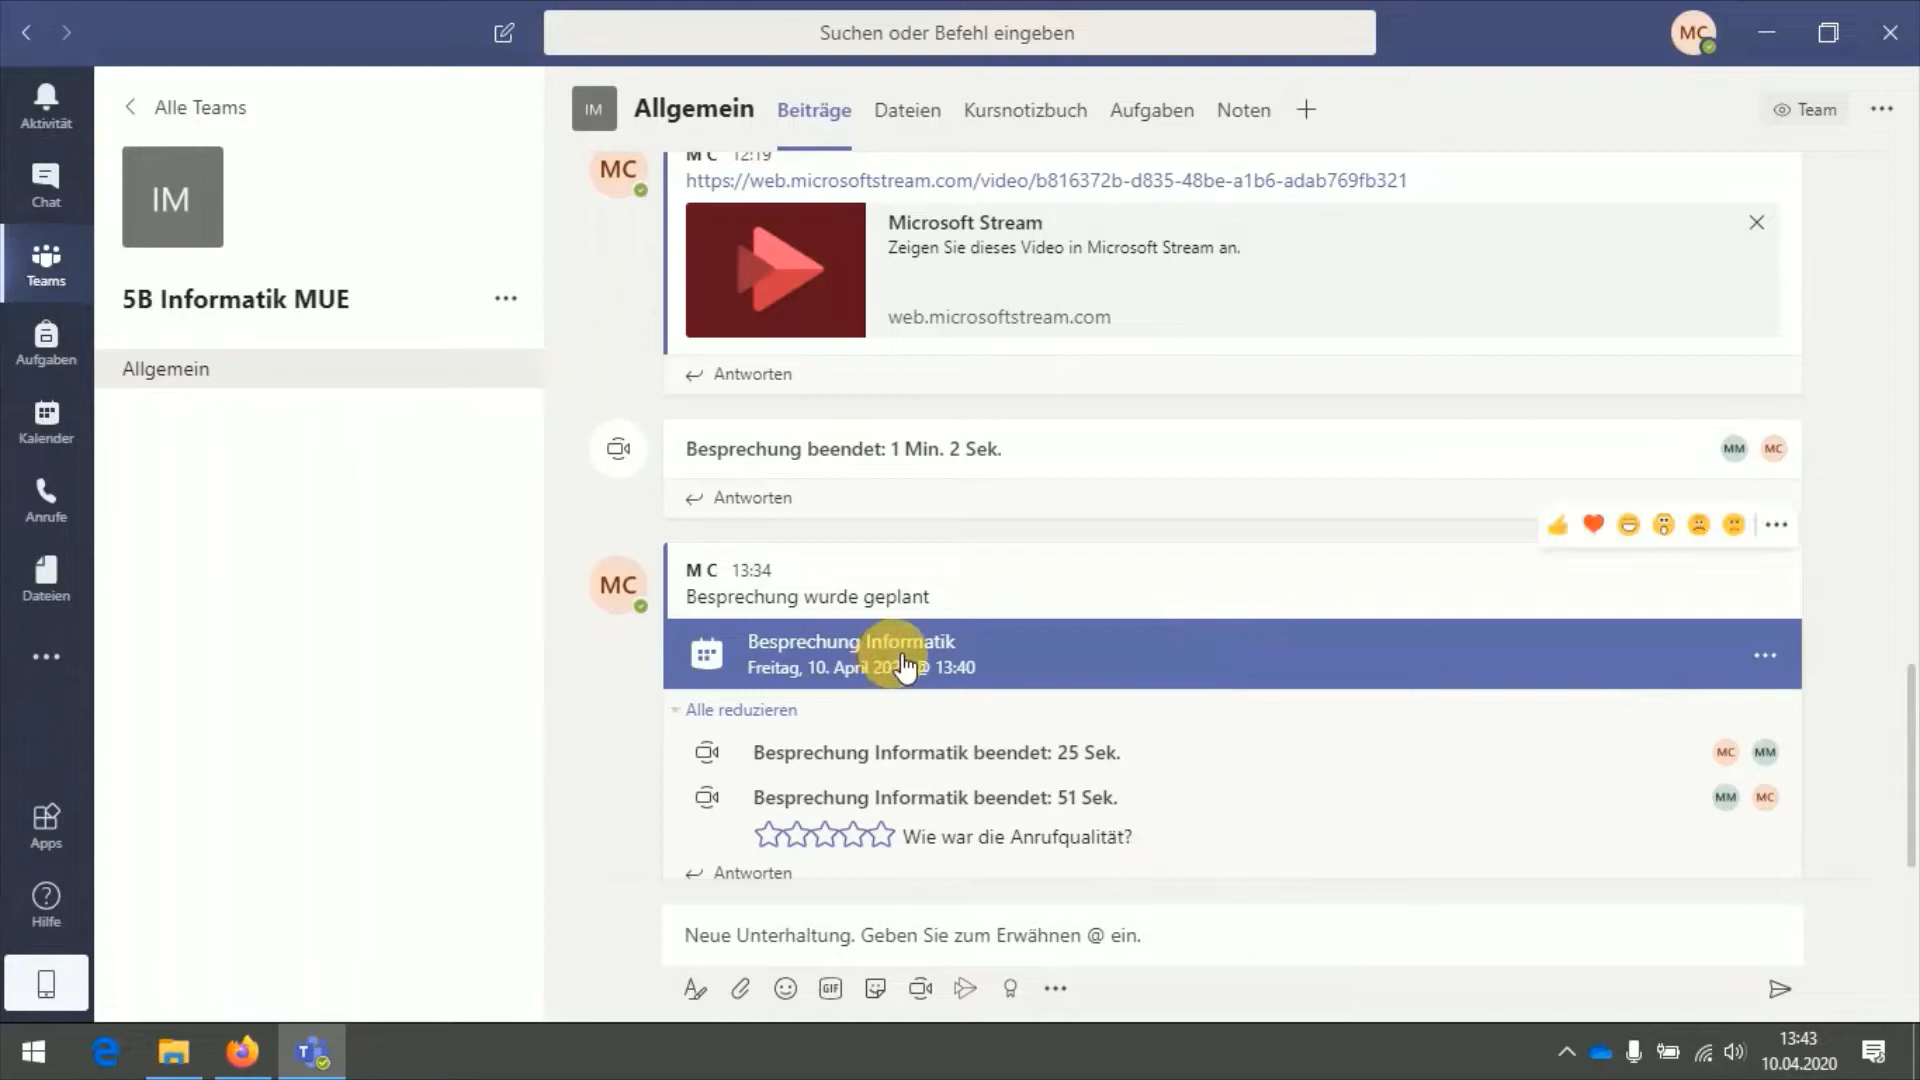 Suchen oder Befehl eingeben
MC
Aktivität
Chat
Teams
Aufgaben
Kalender
Anrufe
Dateien
Apps
Hilfe
Alle Teams
IM
5B Informatik MUE
Allgemein
IM
Allgemein
Beiträge
Dateien
Kursnotizbuch
Aufgaben
Noten
Team
MC
M C 12:19
https://web.microsoftstream.com/video/b816372b-d835-48be-a1b6-adab769fb321
Microsoft Stream
Zeigen Sie dieses Video in Microsoft Stream an.
web.microsoftstream.com
Antworten
Besprechung beendet: 1 Min. 2 Sek.
MM MC
Antworten
MC
M C 13:34
Besprechung wurde geplant
Besprechung Informatik
Freitag, 10. April @ 13:40
Alle reduzieren
Besprechung Informatik beendet: 25 Sek.
MC MM
Besprechung Informatik beendet: 51 Sek.
MM MC
Wie war die Anrufqualität?
Antworten
Neue Unterhaltung. Geben Sie zum Erwähnen @ ein.
GIF
13:43
10.04.2020